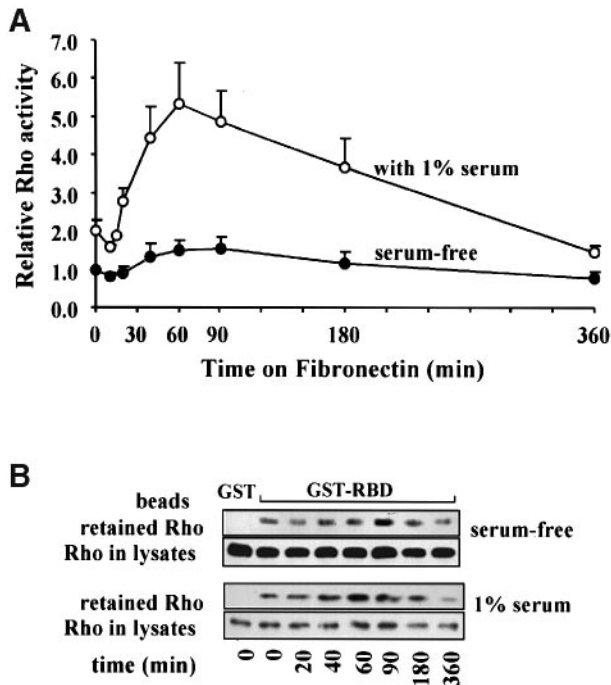 A
7.0
6.0
5.0
4.0
3.0
2.0
1.0
0.0
Relative Rho activity
with 1% serum
serum-free
0 30 60 90 180 360
Time on Fibronectin (min)
B
beads GST GST-RBD
retained Rho serum-free
Rho in lysates
retained Rho 1% serum
Rho in lysates
time (min) 0 0 20 40 60 90 180 360